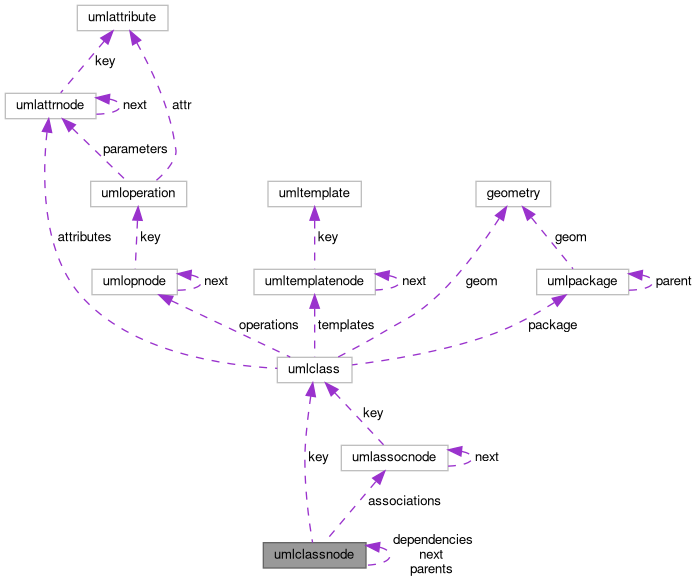 umlattribute
key
umlattrnode
next
attr
parameters
umloperation
umltemplate
geometry
attributes
key
key
geom
umlopnode
next
umltemplatenode
next
geom
umlpackage
parent
operations
templates
package
umlclass
key
key
umlassocnode
next
associations
umlclassnode
dependencies
next
parents